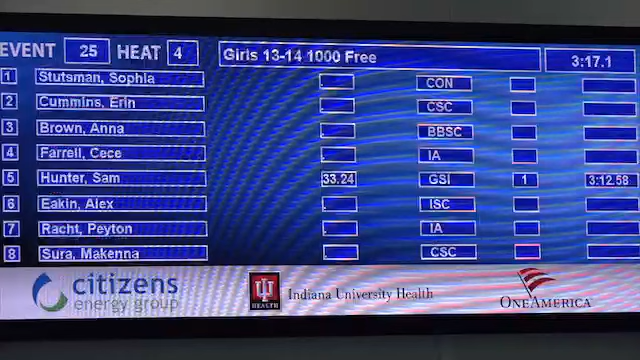 EVENT 25 HEAT 4 Girls 13-14 1000 Free 3:17.1
1 Stutsman, Sophia CON
2 Cummins, Erin CSC
3 Brown, Anna BBSC
4 Farrell, Cece IA
5 Hunter, Sam 33.24 GSI 1 3:12.58
6 Eakin, Alex ISC
7 Racht, Peyton IA
8 Sura, Makenna CSC
citizens energy group
IU HEALTH Indiana University Health
ONEAMERICA